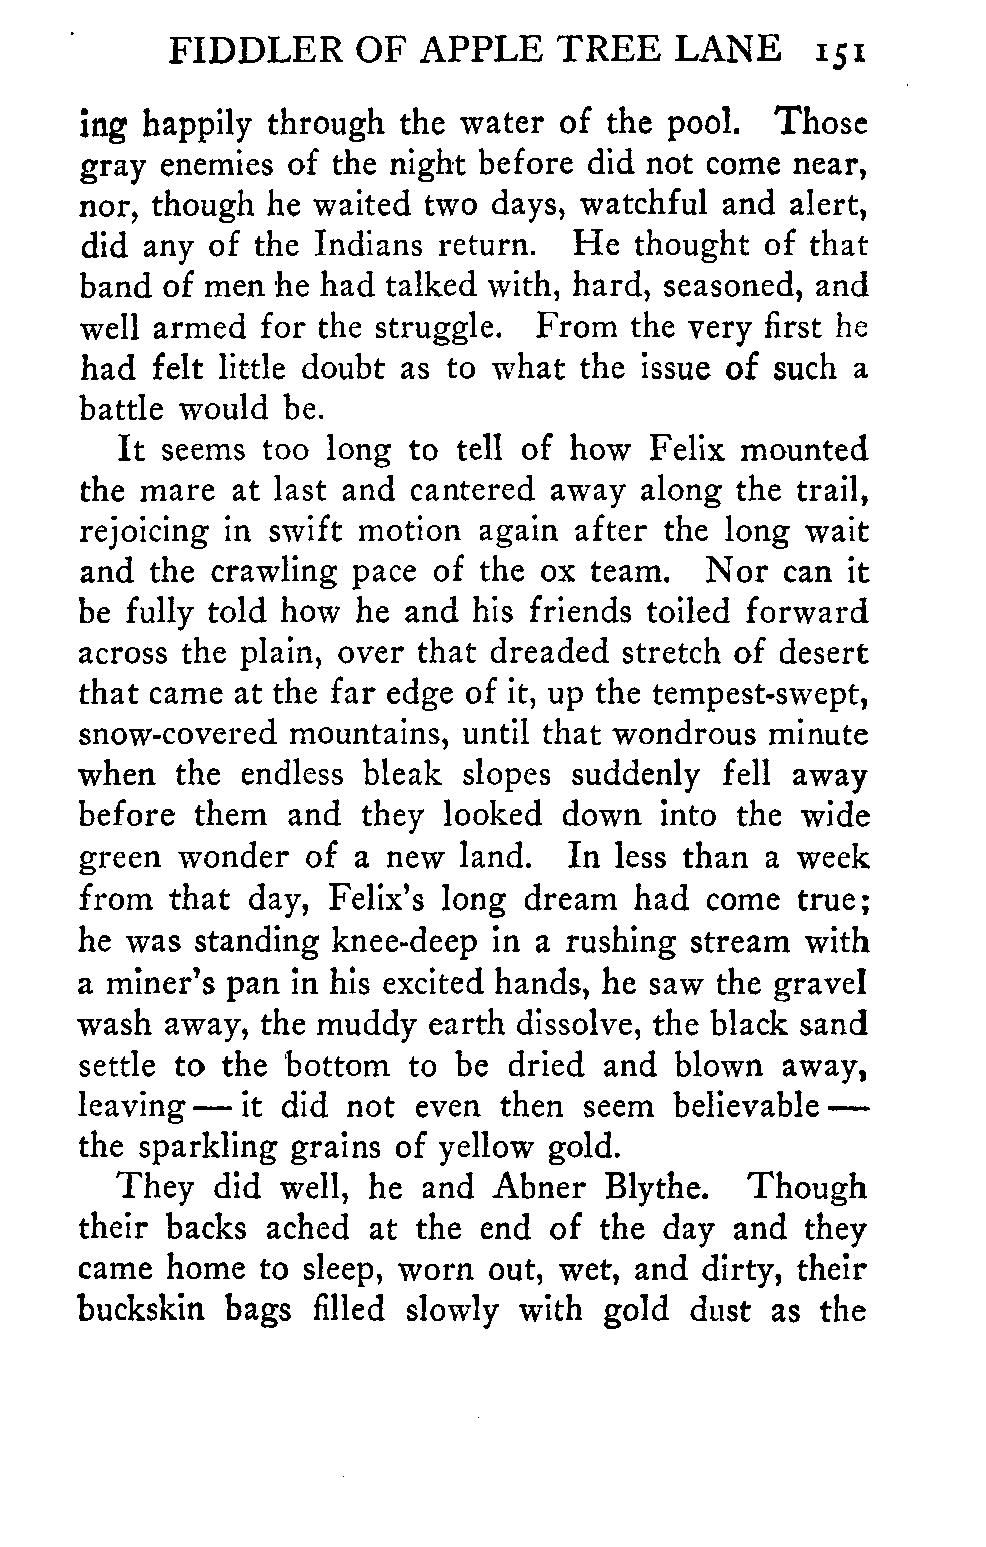 FIDDLER OF APPLE TREE LANE 151
ing happily through the water of the pool. Those
gray enemies of the night before did not come near,
nor, though he waited two days, watchful and alert,
did any of the Indians return. He thought of that
band of men he had talked with, hard, seasoned, and
well armed for the struggle. From the very first he
had felt little doubt as to what the issue of such a
battle would be.
It seems too long to tell of how Felix mounted
the mare at last and cantered away along the trail,
rejoicing in swift motion again after the long wait
and the crawling pace of the ox team. Nor can it
be fully told how he and his friends toiled forward
across the plain, over that dreaded stretch of desert
that came at the far edge of it, up the tempest-swept,
snow-covered mountains, until that wondrous minute
when the endless bleak slopes suddenly fell away
before them and they looked down into the wide
green wonder of a new land. In less than a week
from that day, Felix's long dream had come true;
he was standing knee-deep in a rushing stream with
a miner's pan in his excited hands, he saw the gravel
wash away, the muddy earth dissolve, the black sand
settle to the bottom to be dried and blown away,
leaving — it did not even then seem believable —
the sparkling grains of yellow gold.
They did well, he and Abner Blythe. Though
their backs ached at the end of the day and they
came home to sleep, worn out, wet, and dirty, their
buckskin bags filled slowly with gold dust as the